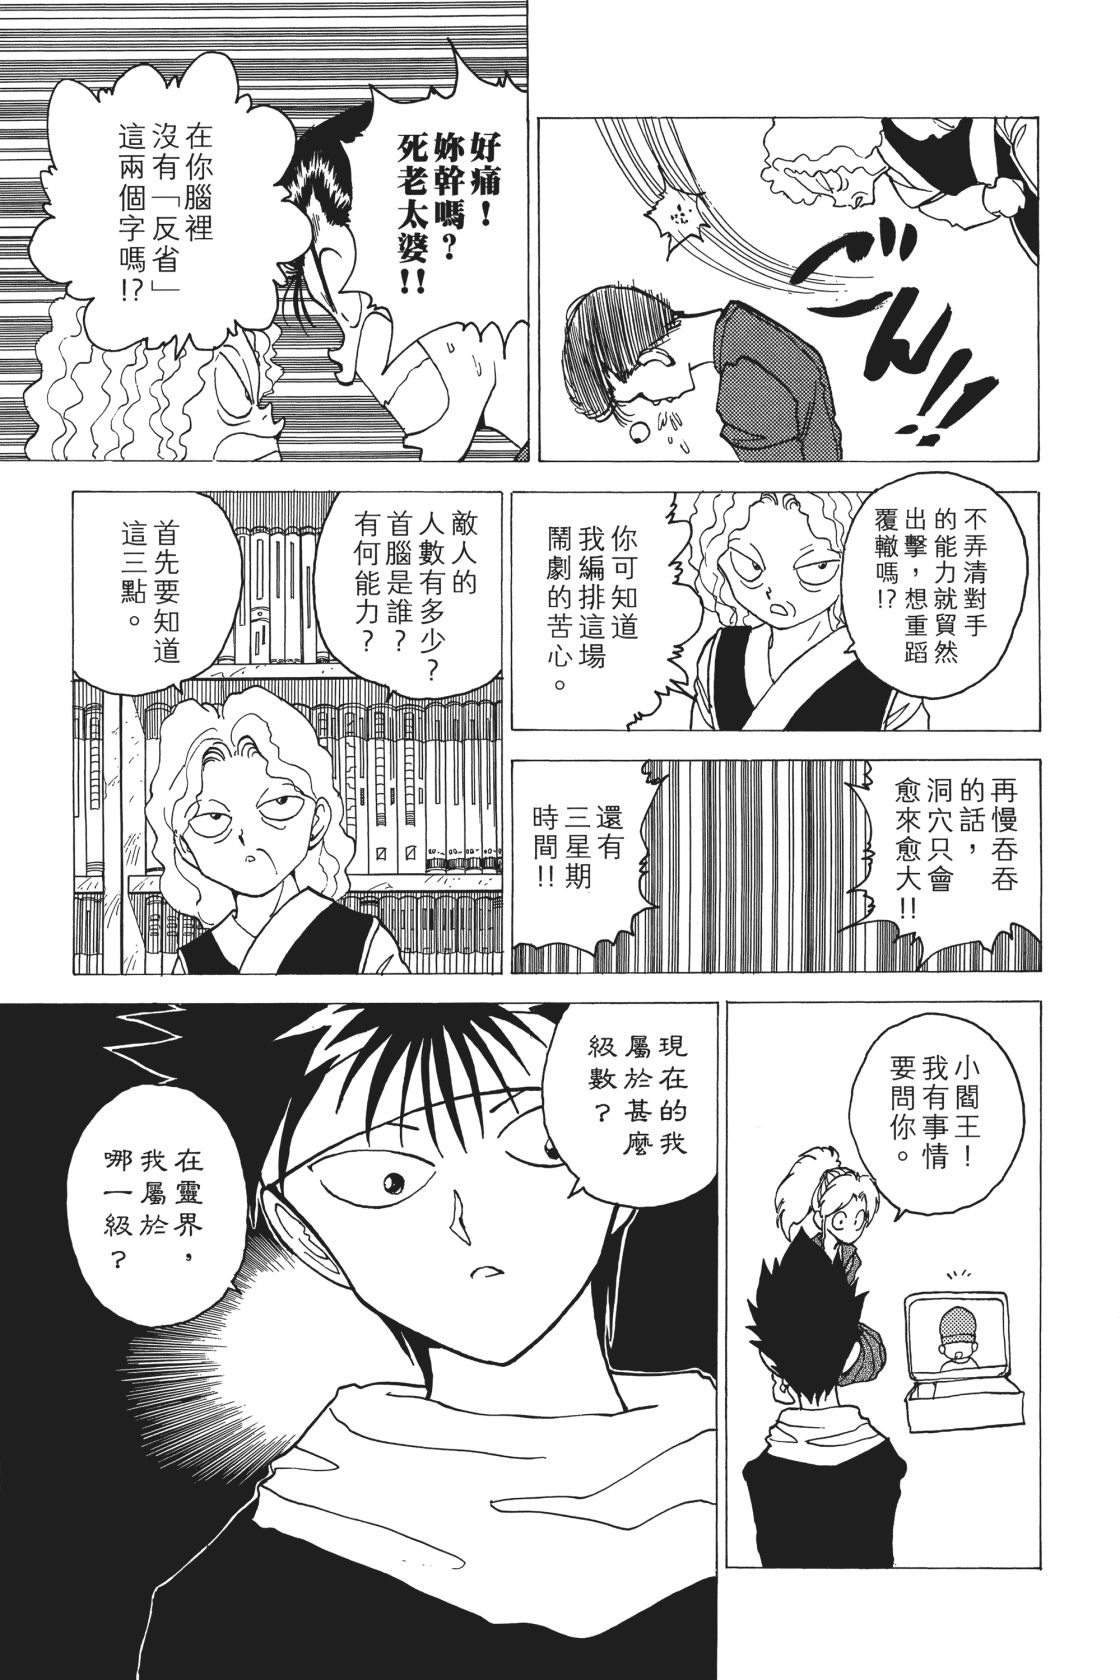 ゴーン!!
好痛！
妳幹嗎？
死老太婆!!
在你腦裡
沒有「反省」
這兩個字嗎!?
不弄清對手
的能力就貿然
出擊，想重蹈
覆轍嗎!?
你可知道
我編排這場
鬧劇的苦心。
敵人的
人數有多少？
首腦是誰？
有何能力？
首先要知道
這三點。
再慢吞吞
的話，
洞穴只會
愈來愈大!!
還有
三星期
時間!!
小閻王！
我有事情
要問你。
現在的我
屬於甚麼
級數？
在靈界，
我屬於
哪一級？